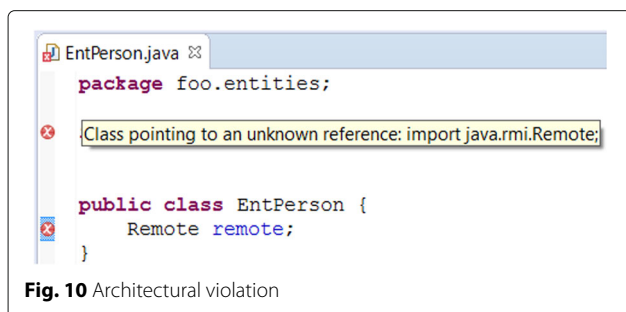 EntPerson.java
package foo.entities;
Class pointing to an unknown reference: import java.rmi.Remote;
public class EntPerson {
Remote remote;
}
Fig. 10 Architectural violation